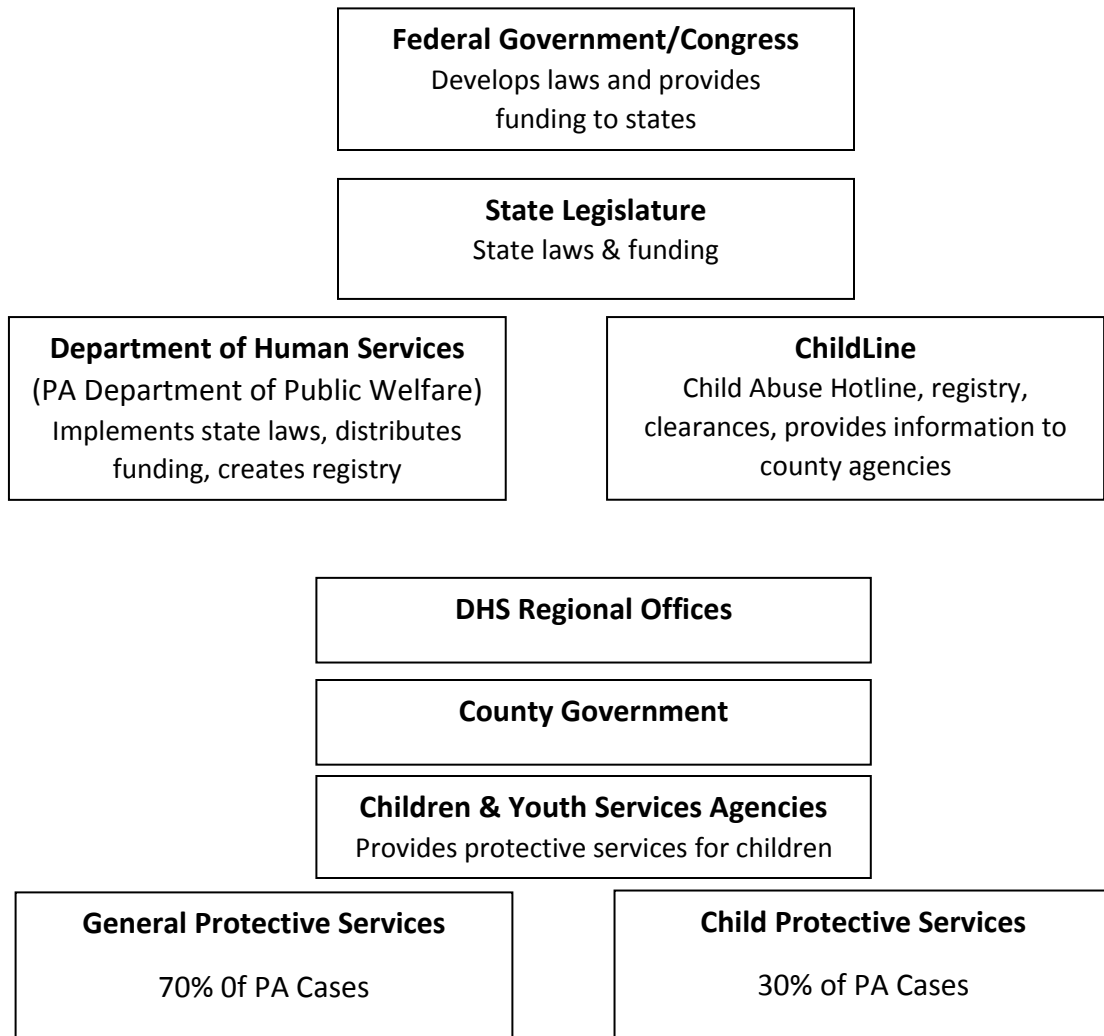 Federal Government/Congress
Develops laws and provides
funding to states
State Legislature
State laws & funding
Department of Human Services
(PA Department of Public Welfare)
Implements state laws, distributes
funding, creates registry
ChildLine
Child Abuse Hotline, registry,
clearances, provides information to
county agencies
DHS Regional Offices
County Government
Children & Youth Services Agencies
Provides protective services for children
General Protective Services
70% 0f PA Cases
Child Protective Services
30% of PA Cases